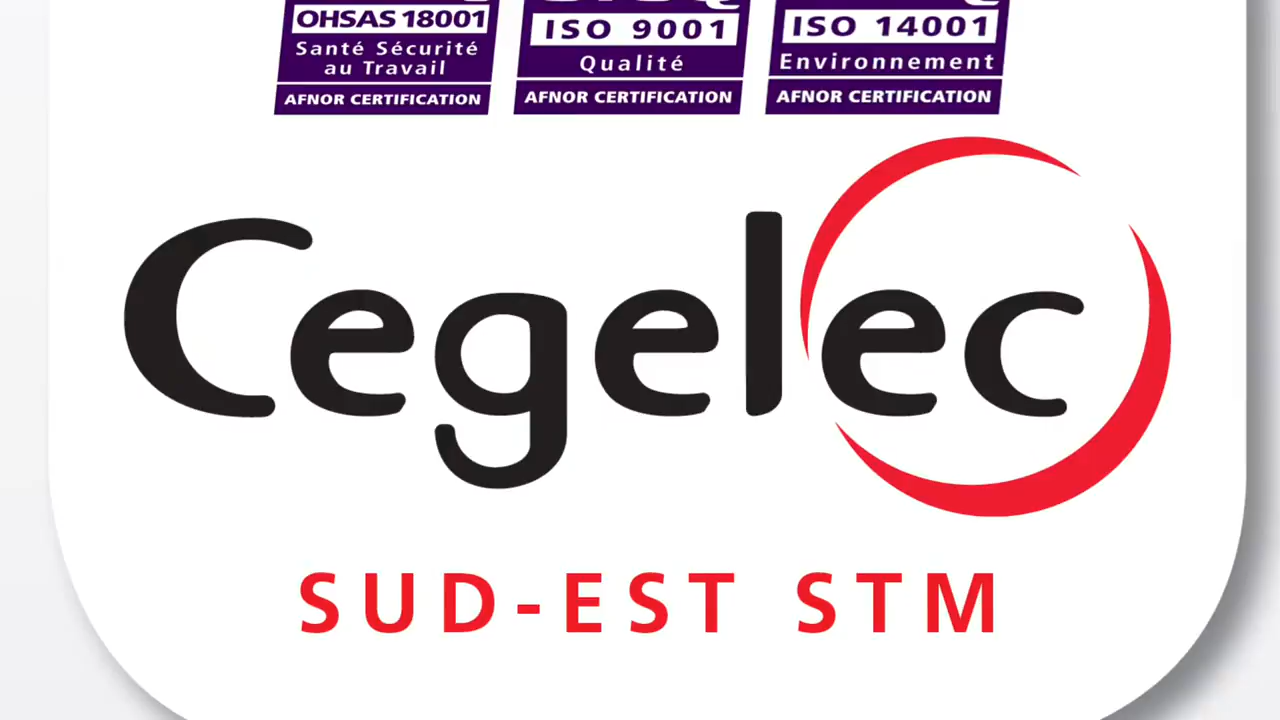 OHSAS 18001
Santé Sécurité
au Travail
AFNOR CERTIFICATION
ISO 9001
Qualité
AFNOR CERTIFICATION
ISO 14001
Environnement
AFNOR CERTIFICATION
Cegelec
SUD-EST STM